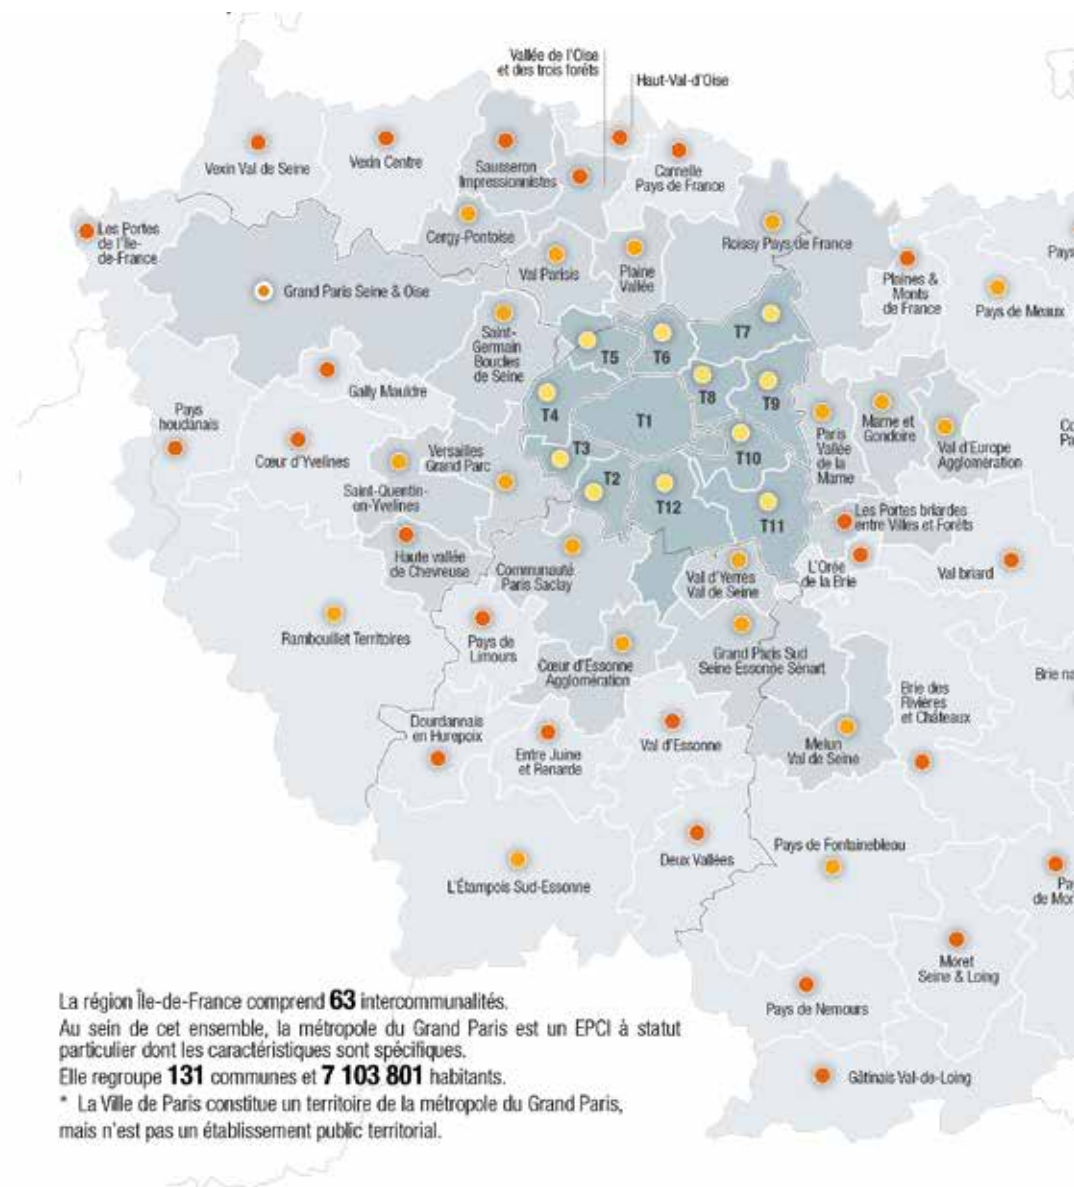 Vallée de l'Oise
et des trois forêts
Haut-Val-d'Oise
Vexin Val de Seine
Vexin Centre
Sausseron
Impressionnistes
Carnelle
Pays de France
Les Portes
de l'Île-
de-France
Cergy-Pontoise
Val Parisis
Plaine
Vallée
Roissy Pays de France
Grand Paris Seine & Oise
Plaines &
Monts
de France
Pays de Meaux
Saint-
Germain
Boucles
de Seine
T5
T6
T7
Gally Mauldre
T4
T1
T8
T9
Pays
houdanais
Cœur d'Yvelines
Versailles
Grand Parc
T3
T10
Paris
Vallée
de la
Marne
Marne et
Gondoire
Val d'Europe
Agglomération
Saint-Quentin-
en-Yvelines
T2
T12
T11
Les Portes briardes
entre Villes et Forêts
Haute vallée
de Chevreuse
Communauté
Paris Saclay
Val d'Yerres
Val de Seine
L'Orée
de la Brie
Val briard
Rambouillet Territoires
Pays de
Limours
Cœur d'Essonne
Agglomération
Grand Paris Sud
Seine Essonne Sénart
Brie des
Rivières
et Châteaux
Dourdannais
en Hurepoix
Entre Juine
et Renarde
Val d'Essonne
Melun
Val de Seine
L'Étampois Sud-Essonne
Deux Vallées
Pays de Fontainebleau
Moret
Seine & Loing
Pays de Nemours
Gâtinais Val-de-Loing
La région Île-de-France comprend 63 intercommunalités.
Au sein de cet ensemble, la métropole du Grand Paris est un EPCI à statut
particulier dont les caractéristiques sont spécifiques.
Elle regroupe 131 communes et 7 103 801 habitants.
* La Ville de Paris constitue un territoire de la métropole du Grand Paris,
mais n'est pas un établissement public territorial.